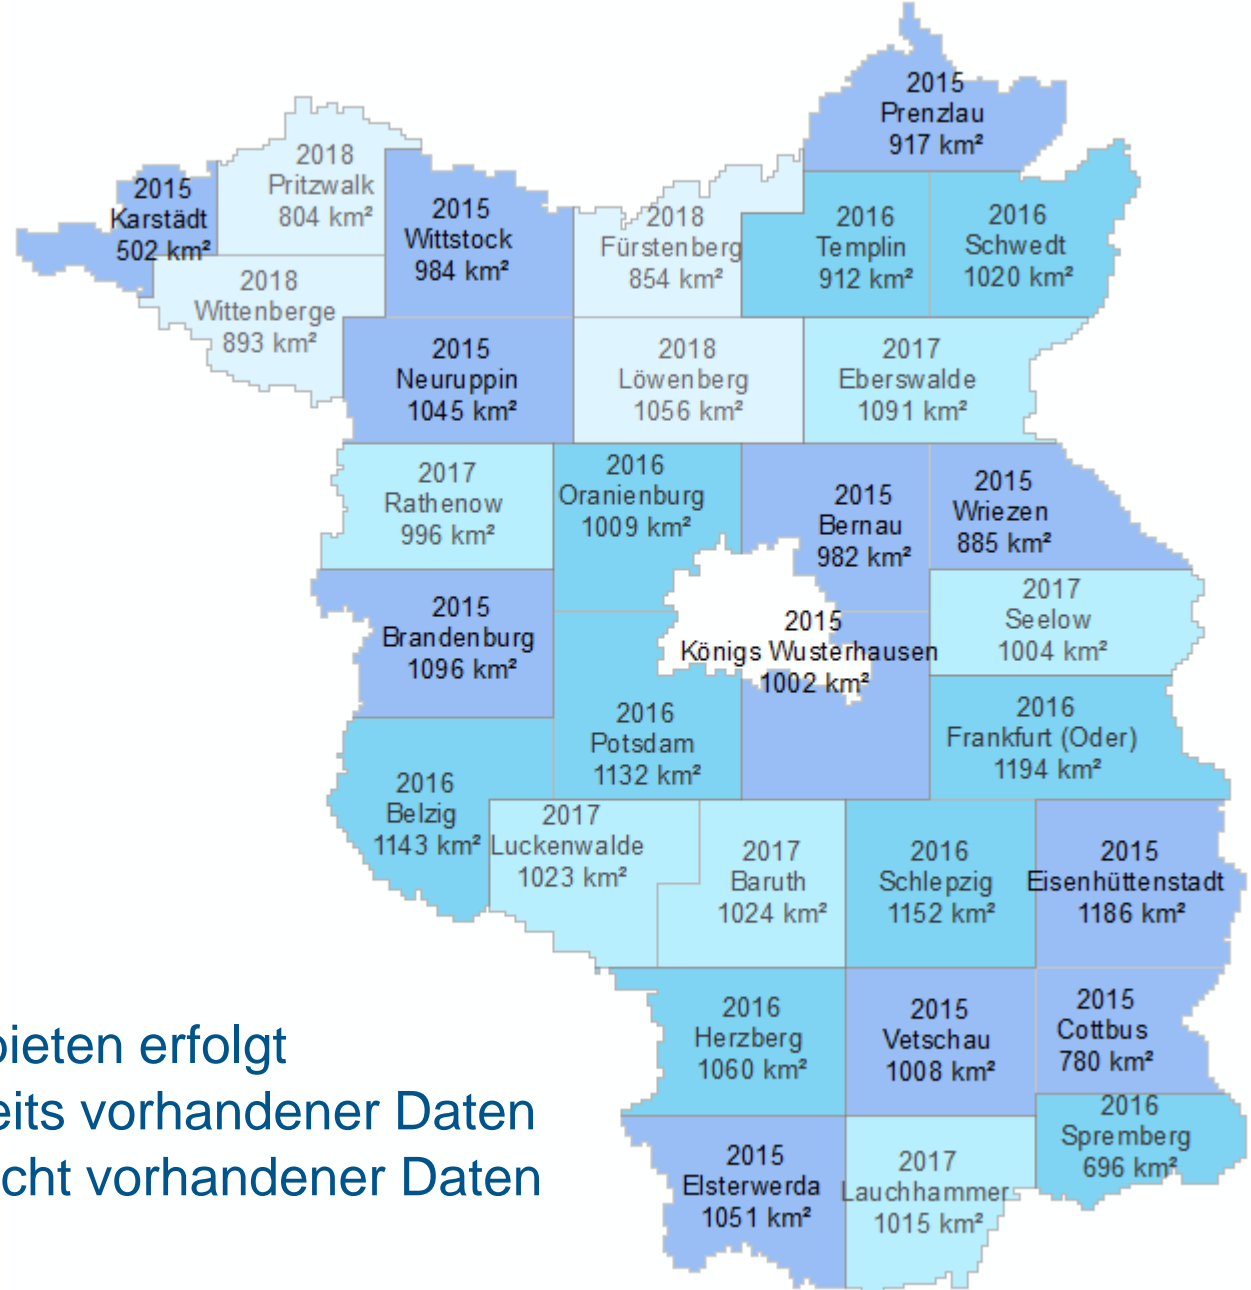 2015
Prenzlau
917 km²
2018
Pritzwalk
804 km²
2015
Karstädt
502 km²
2015
Wittstock
984 km²
2018
Fürstenberg
854 km²
2016
Templin
912 km²
2016
Schwedt
1020 km²
2018
Wittenberge
893 km²
2015
Neuruppin
1045 km²
2018
Löwenberg
1056 km²
2017
Eberswalde
1091 km²
2017
Rathenow
996 km²
2016
Oranienburg
1009 km²
2015
Bernau
982 km²
2015
Wriezen
885 km²
2015
Brandenburg
1096 km²
2015
Königs Wusterhausen
1002 km²
2017
Seelow
1004 km²
2016
Potsdam
1132 km²
2016
Frankfurt (Oder)
1194 km²
2016
Belzig
1143 km²
2017
Luckenwalde
1023 km²
2017
Baruth
1024 km²
2016
Schlepzig
1152 km²
2015
Eisenhüttenstadt
1186 km²
2016
Herzberg
1060 km²
2015
Vetschau
1008 km²
2015
Cottbus
780 km²
2016
Spremberg
696 km²
2015
Elsterwerda
1051 km²
2017
Lauchhammer
1015 km²
bieten erfolgt
eits vorhandener Daten
cht vorhandener Daten